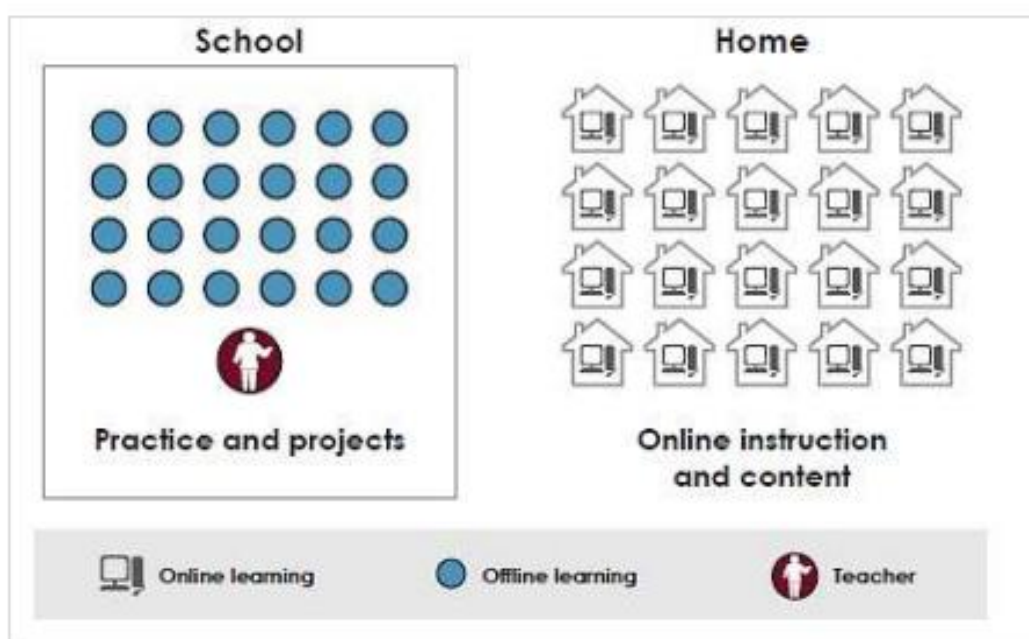 School
Practice and projects
Home
Online instruction
and content
Online learning
Offline learning
Teacher